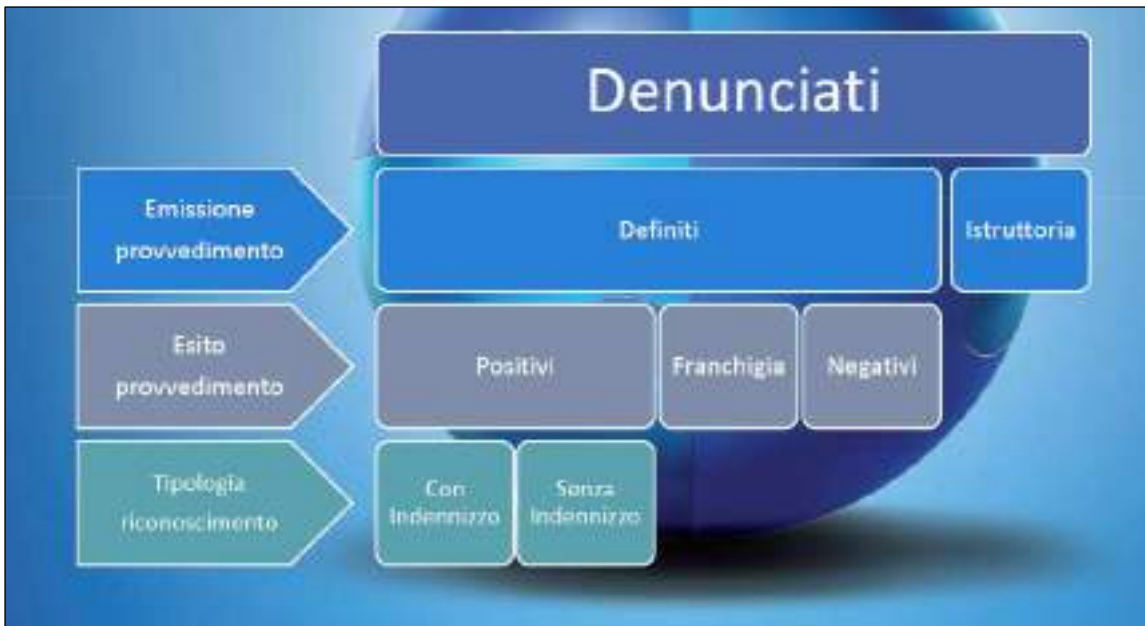 Denunciati
Emissione
provvedimento
Definiti
Istruttoria
Esito
provvedimento
Positivi
Franchigia
Negativi
Tipologia
riconoscimento
Con
Indennizzo
Senza
Indennizzo